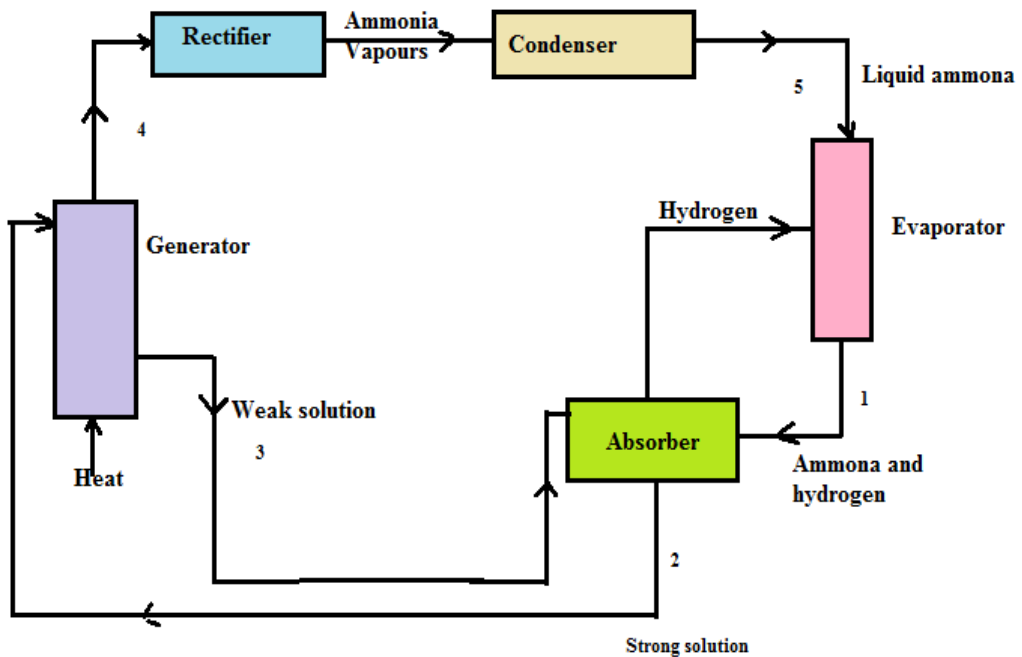 Rectifier
Ammonia
Vapours
Condenser
5
Liquid ammona
4
Generator
Hydrogen
Evaporator
Weak solution
3
Heat
Absorber
1
Ammona and
hydrogen
2
Strong solution